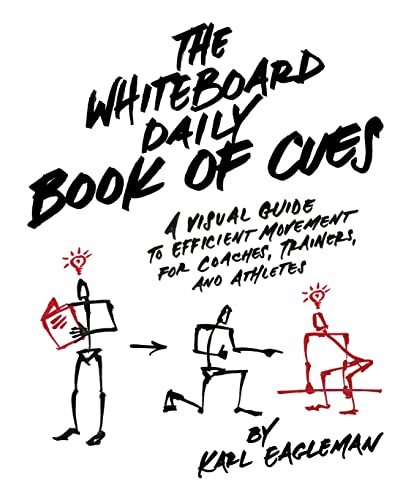 THE
WHITEBOARD
DAILY
BOOK OF CUES
A VISUAL GUIDE
TO EFFICIENT MOVEMENT
FOR COACHES, TRAINERS,
AND ATHLETES
BY
KARL EAGLEMAN